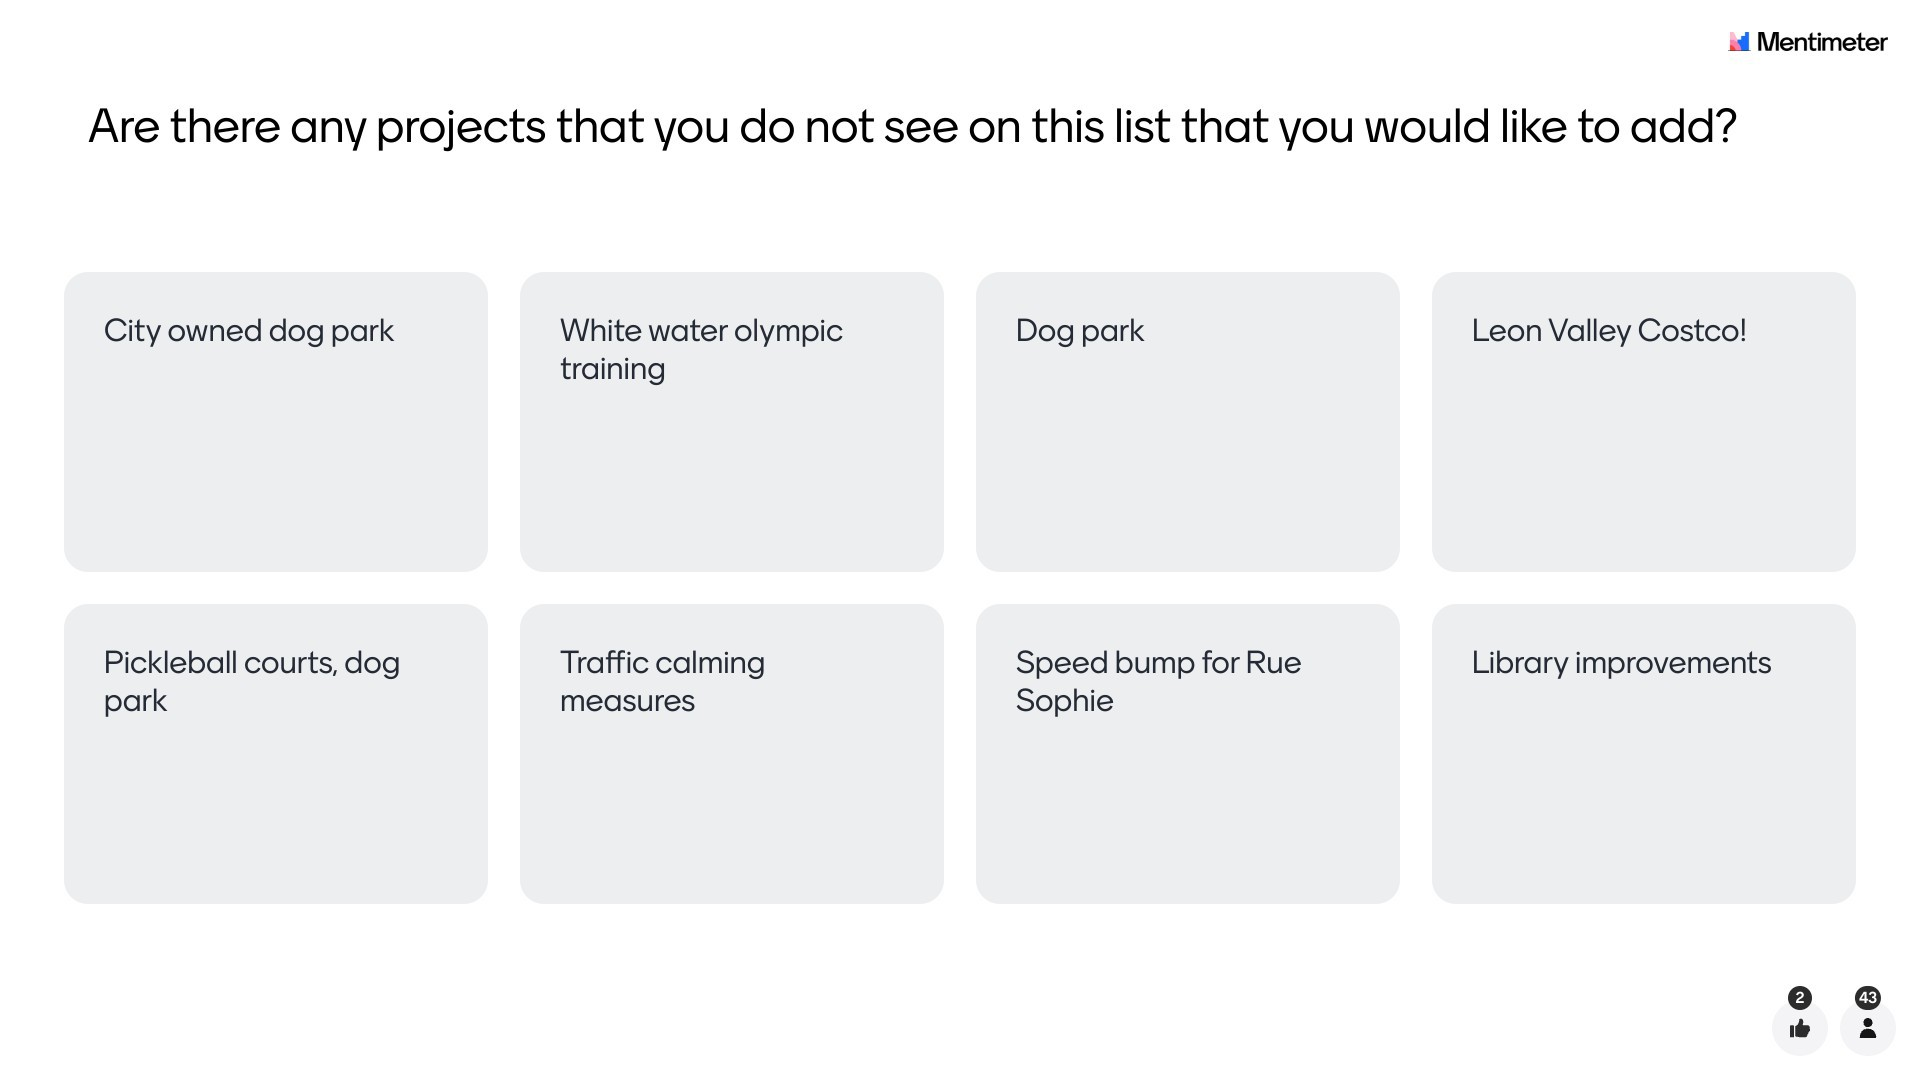 Mentimeter
Are there any projects that you do not see on this list that you would like to add?
City owned dog park
White water olympic
training
Dog park
Leon Valley Costco!
Pickleball courts, dog
park
Traffic calming
measures
Speed bump for Rue
Sophie
Library improvements
2
43